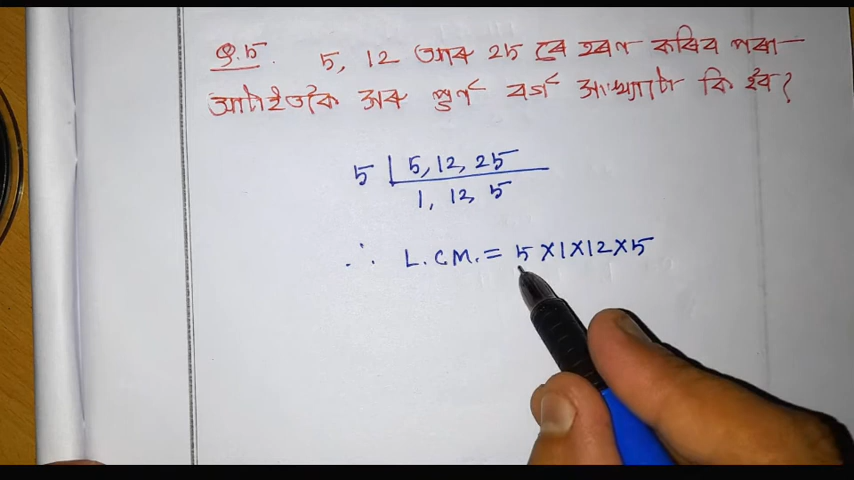 Q.5. 5, 12 আৰু 25 ৰে হৰণ কৰিব পৰা-
আটাইতকৈ সৰু পূৰ্ণ বৰ্গ সংখ্যাটো কি হ'ব?
5 | 5, 12, 25
1, 12, 5
∴ L.C.M. = 5 × 1 × 12 × 5